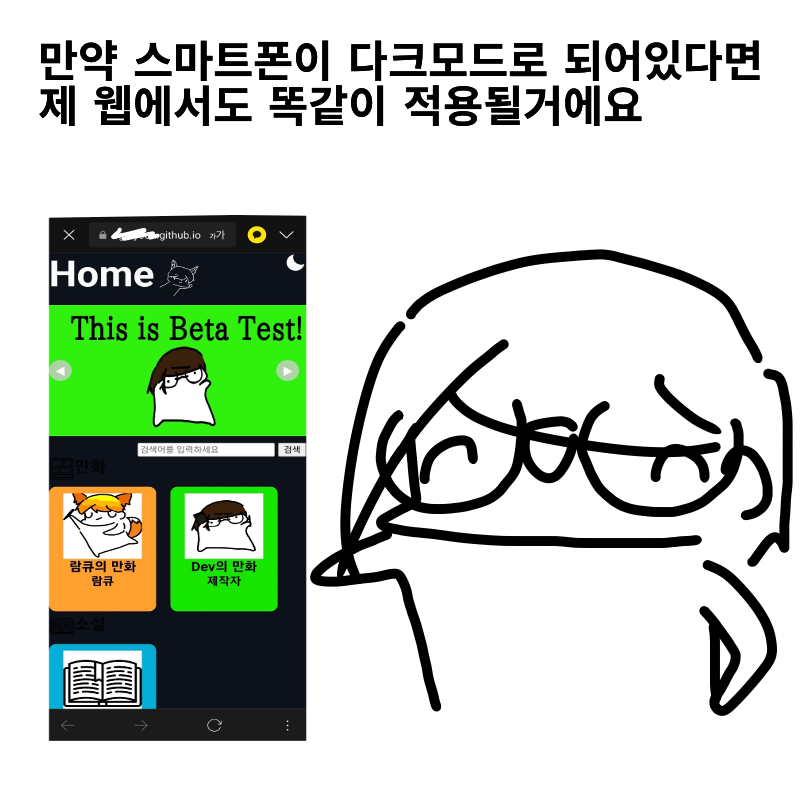 만약 스마트폰이 다크모드로 되어있다면
제 웹에서도 똑같이 적용될거에요
github.io 가가
Home
This is Beta Test!
검색어를 입력하세요 검색
만화
람큐의 만화 Dev의 만화
람큐 제작자
소설